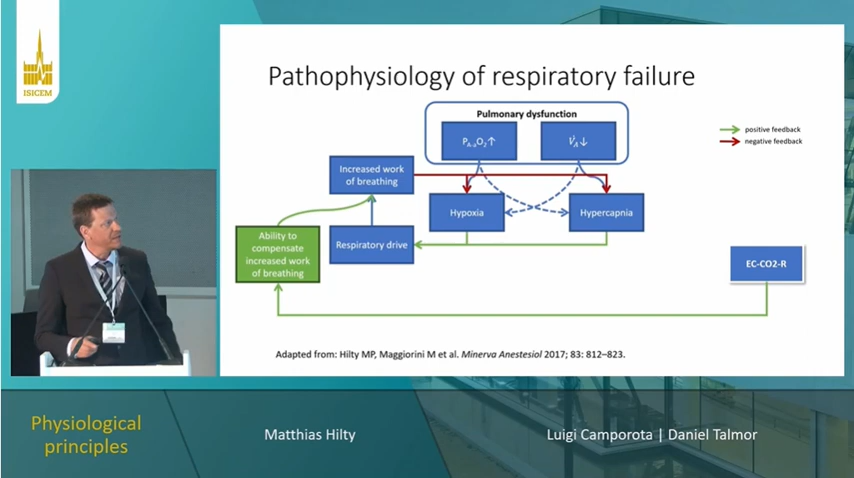 ISICEM
Pathophysiology of respiratory failure
Pulmonary dysfunction
PA-aO2↑
V̇A↓
positive feedback
negative feedback
Increased work
of breathing
Hypoxia
Hypercapnia
Ability to
compensate
increased work
of breathing
Respiratory drive
EC-CO2-R
Adapted from: Hilty MP, Maggiorini M et al. Minerva Anestesiol 2017; 83: 812–823.
Physiological
principles
Matthias Hilty
Luigi Camporota | Daniel Talmor